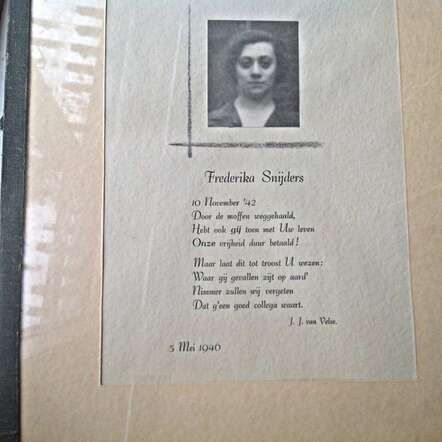 Frederika Snijders
10 November '42
Door de moffen weggehaald,
Hebt ook gij toen met Uw leven
Onze vrijheid duur betaald!
Maar laat dit tot troost U wezen:
Waar gij gevallen zijt op aard'
Nimmer zullen wij vergeten
Dat g'een goed collega waart.
J. J. van Velse.
5 Mei 1946